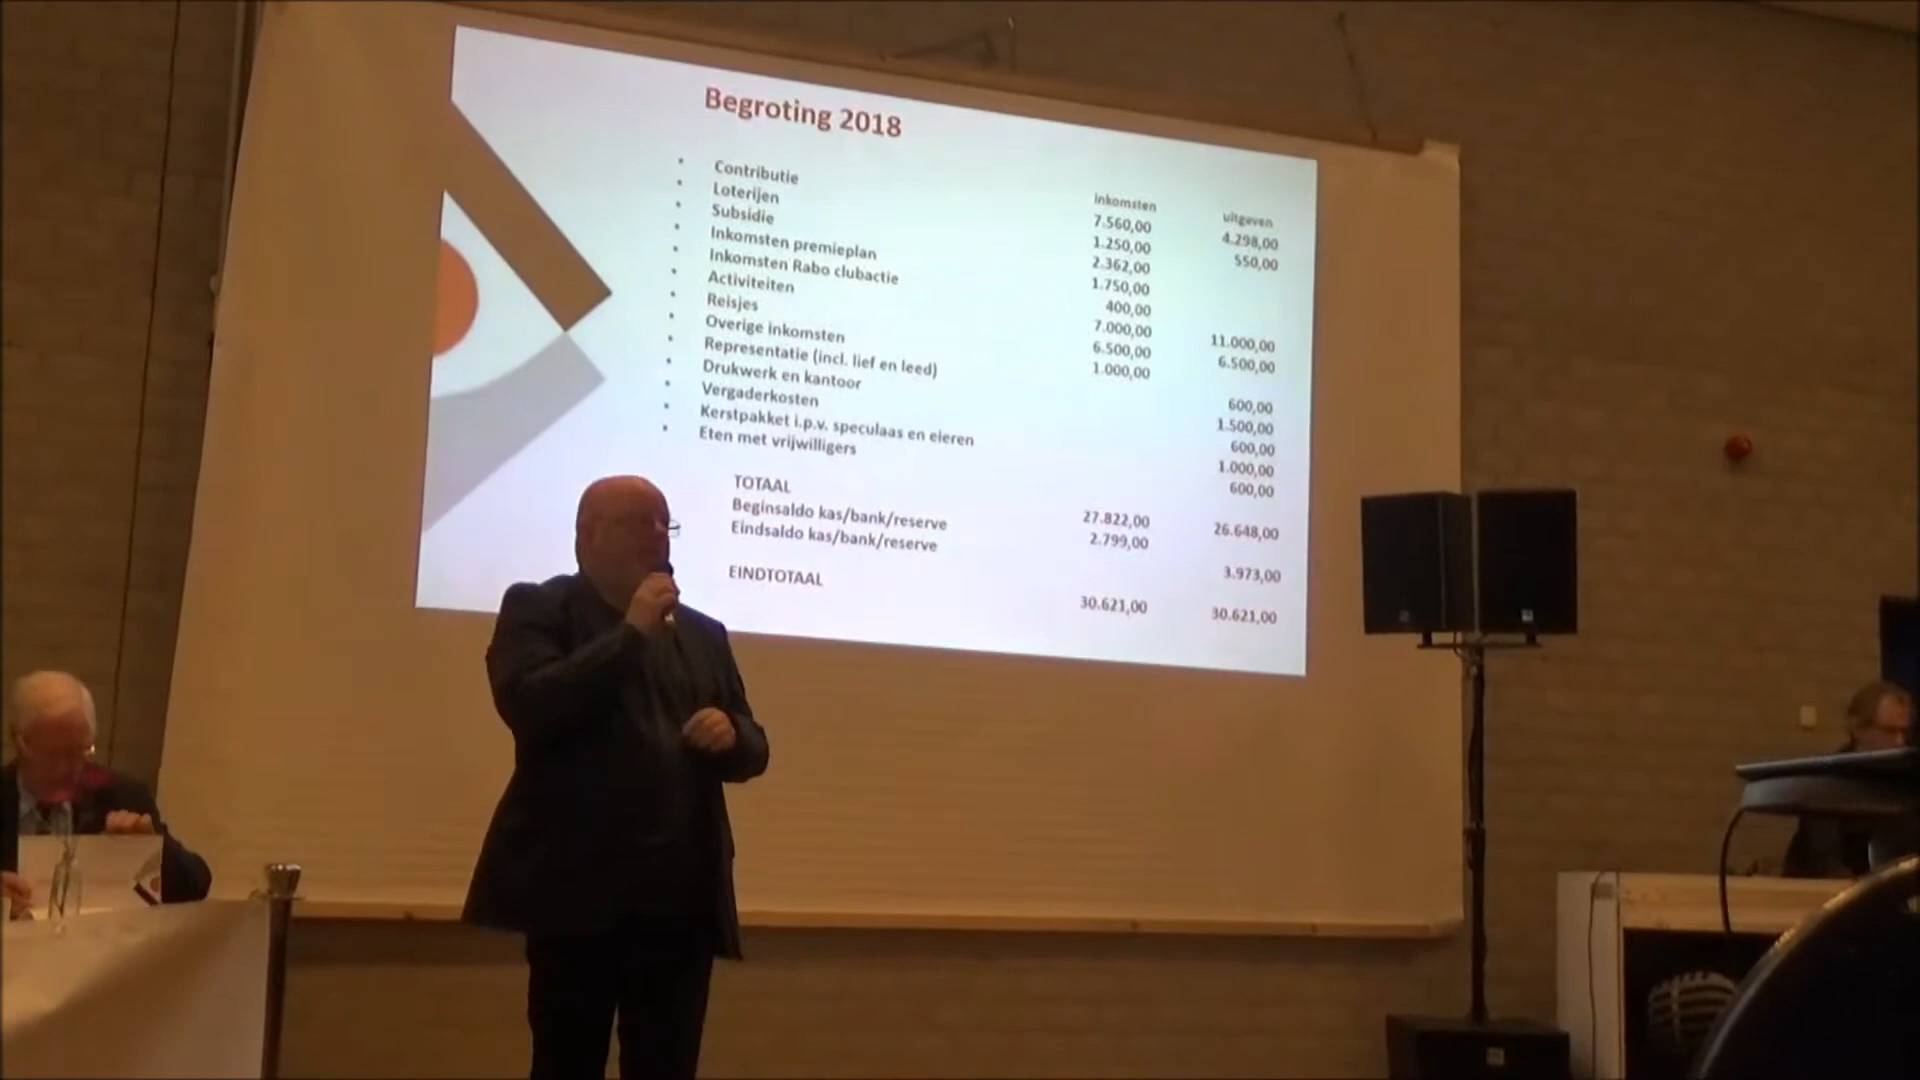 Begroting 2018
inkomsten uitgeven
• Contributie 7.560,00 4.298,00
• Loterijen 1.250,00 550,00
• Subsidie 2.362,00
• Inkomsten premieplan 1.750,00
• Inkomsten Rabo clubactie 400,00
• Activiteiten 7.000,00 11.000,00
• Reisjes 6.500,00 6.500,00
• Overige inkomsten 1.000,00
• Representatie (incl. lief en leed) 600,00
• Drukwerk en kantoor 1.500,00
• Vergaderkosten 600,00
• Kerstpakket i.p.v. speculaas en eieren 1.000,00
• Eten met vrijwilligers 600,00
TOTAAL 27.822,00 26.648,00
Beginsaldo kas/bank/reserve 2.799,00
Eindsaldo kas/bank/reserve 3.973,00
EINDTOTAAL 30.621,00 30.621,00